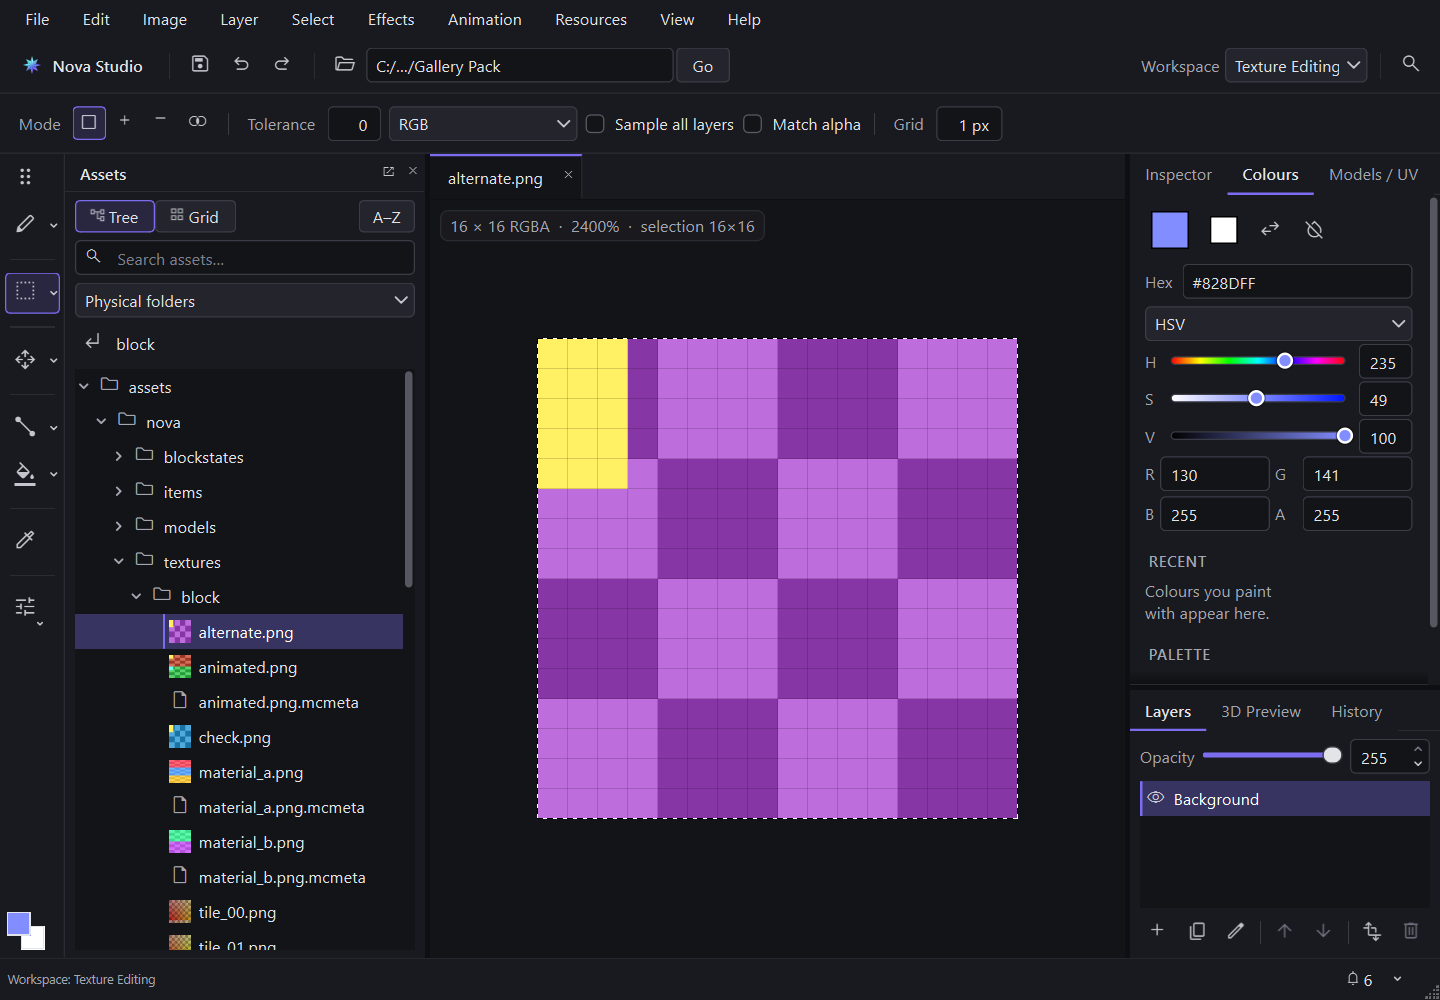 File Edit Image Layer Select Effects Animation Resources View Help
Nova Studio C:/.../Gallery Pack Go Workspace Texture Editing
Mode Tolerance 0 RGB Sample all layers Match alpha Grid 1 px
Assets
Tree Grid A–Z
Search assets...
Physical folders
block
assets
nova
blockstates
items
models
textures
block
alternate.png
animated.png
animated.png.mcmeta
check.png
material_a.png
material_a.png.mcmeta
material_b.png
material_b.png.mcmeta
tile_00.png
tile_01.png
alternate.png
16 × 16 RGBA · 2400% · selection 16×16
Inspector Colours Models / UV
Hex #828DFF
HSV
H 235
S 49
V 100
R 130 G 141
B 255 A 255
RECENT
Colours you paint
with appear here.
PALETTE
Layers 3D Preview History
Opacity 255
Background
Workspace: Texture Editing 6